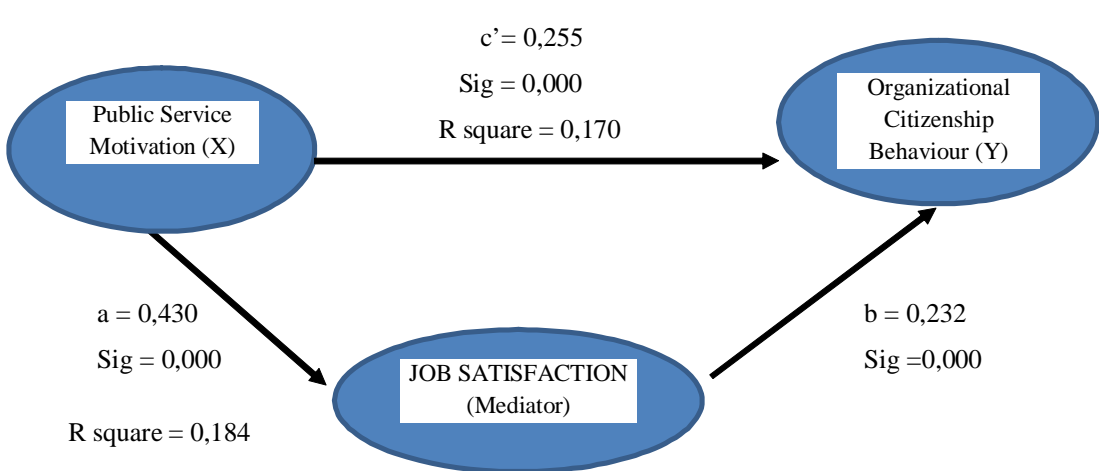 c’= 0,255
Sig = 0,000
R square = 0,170
Public Service
Motivation (X)
Organizational
Citizenship
Behaviour (Y)
a = 0,430
Sig = 0,000
R square = 0,184
JOB SATISFACTION
(Mediator)
b = 0,232
Sig =0,000